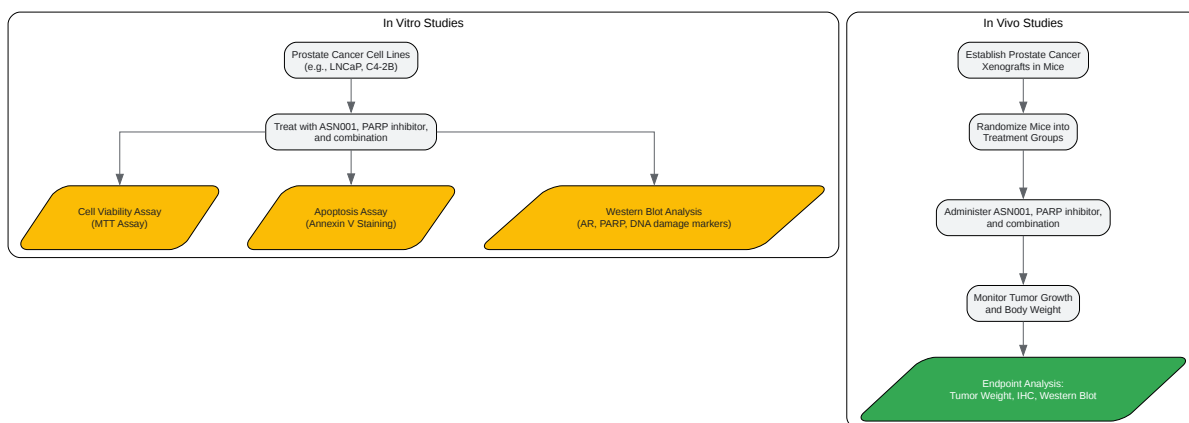 In Vitro Studies
Prostate Cancer Cell Lines
(e.g., LNCaP, C4-2B)
Treat with ASN001, PARP inhibitor,
and combination
Cell Viability Assay
(MTT Assay)
Apoptosis Assay
(Annexin V Staining)
Western Blot Analysis
(AR, PARP, DNA damage markers)
In Vivo Studies
Establish Prostate Cancer
Xenografts in Mice
Randomize Mice into
Treatment Groups
Administer ASN001, PARP inhibitor,
and combination
Monitor Tumor Growth
and Body Weight
Endpoint Analysis:
Tumor Weight, IHC, Western Blot